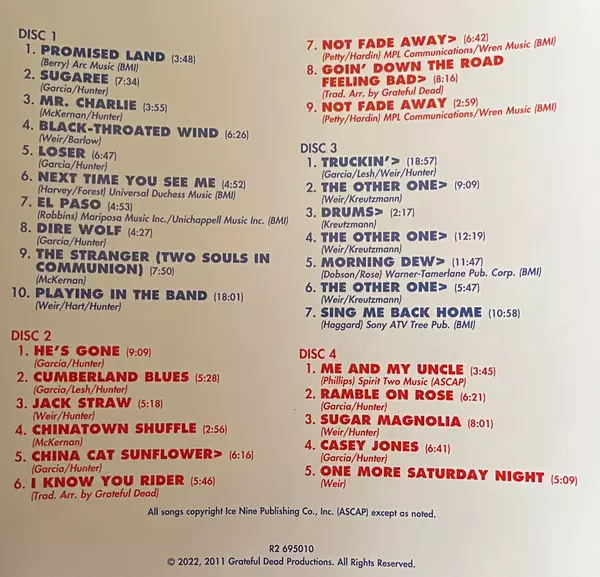 DISC 1
1. PROMISED LAND (3:48)
(Berry) Arc Music (BMI)
2. SUGAREE (7:34)
(Garcia/Hunter)
3. MR. CHARLIE (3:55)
(McKernan/Hunter)
4. BLACK-THROATED WIND (6:26)
(Weir/Barlow)
5. LOSER (6:47)
(Garcia/Hunter)
6. NEXT TIME YOU SEE ME (4:52)
(Harvey/Forest) Universal Duchess Music (BMI)
7. EL PASO (4:53)
(Robbins) Mariposa Music Inc./Unichappell Music Inc. (BMI)
8. DIRE WOLF (4:27)
(Garcia/Hunter)
9. THE STRANGER (TWO SOULS IN
COMMUNION) (7:50)
(McKernan)
10. PLAYING IN THE BAND (18:01)
(Weir/Hart/Hunter)
DISC 2
1. HE'S GONE (9:09)
(Garcia/Hunter)
2. CUMBERLAND BLUES (5:28)
(Garcia/Lesh/Hunter)
3. JACK STRAW (5:18)
(Weir/Hunter)
4. CHINATOWN SHUFFLE (2:56)
(McKernan)
5. CHINA CAT SUNFLOWER> (6:16)
(Garcia/Hunter)
6. I KNOW YOU RIDER (5:46)
(Trad. Arr. by Grateful Dead)
7. NOT FADE AWAY> (6:42)
(Petty/Hardin) MPL Communications/Wren Music (BMI)
8. GOIN' DOWN THE ROAD
FEELING BAD> (8:16)
(Trad. Arr. by Grateful Dead)
9. NOT FADE AWAY (2:59)
(Petty/Hardin) MPL Communications/Wren Music (BMI)
DISC 3
1. TRUCKIN'> (18:57)
(Garcia/Lesh/Weir/Hunter)
2. THE OTHER ONE> (9:09)
(Weir/Kreutzmann)
3. DRUMS> (2:17)
(Kreutzmann)
4. THE OTHER ONE> (12:19)
(Weir/Kreutzmann)
5. MORNING DEW> (11:47)
(Dobson/Rose) Warner-Tamerlane Pub. Corp. (BMI)
6. THE OTHER ONE> (5:47)
(Weir/Kreutzmann)
7. SING ME BACK HOME (10:58)
(Haggard) Sony ATV Tree Pub. (BMI)
DISC 4
1. ME AND MY UNCLE (3:45)
(Phillips) Spirit Two Music (ASCAP)
2. RAMBLE ON ROSE (6:21)
(Garcia/Hunter)
3. SUGAR MAGNOLIA (8:01)
(Weir/Hunter)
4. CASEY JONES (6:41)
(Garcia/Hunter)
5. ONE MORE SATURDAY NIGHT (5:09)
(Weir)
All songs copyright Ice Nine Publishing Co., Inc. (ASCAP) except as noted.
R2 695010
© 2022, 2011 Grateful Dead Productions. All Rights Reserved.